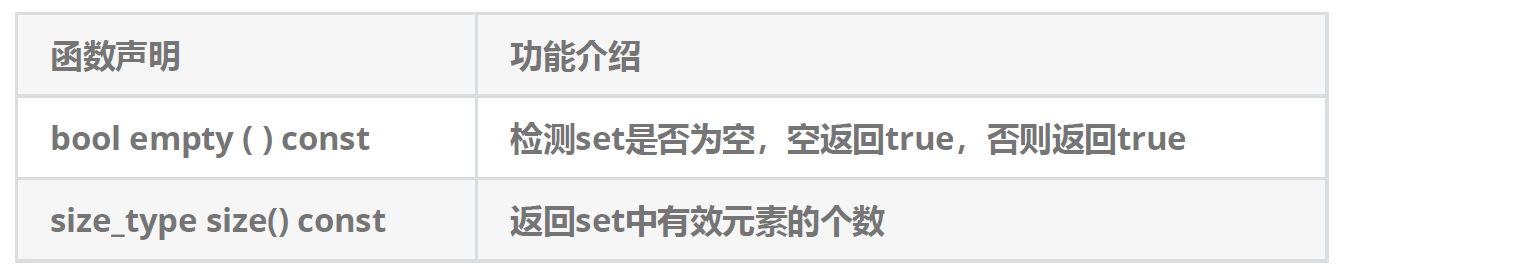 函数声明 功能介绍
bool empty ( ) const 检测set是否为空，空返回true，否则返回true
size_type size() const 返回set中有效元素的个数